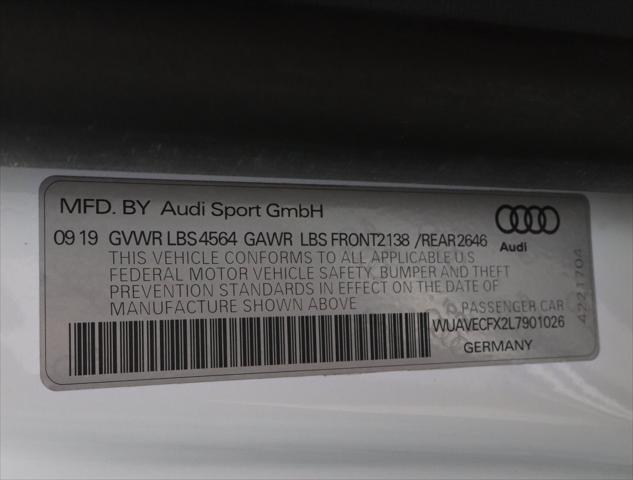 MFD. BY Audi Sport GmbH
Audi
09 19 GVWR LBS 4564 GAWR LBS FRONT2138 /REAR 2646
THIS VEHICLE CONFORMS TO ALL APPLICABLE U.S
FEDERAL MOTOR VEHICLE SAFETY, BUMPER AND THEFT
PREVENTION STANDARDS IN EFFECT ON THE DATE OF
MANUFACTURE SHOWN ABOVE
PASSENGER CAR
WUAVECFX2L7901026
GERMANY
4221704